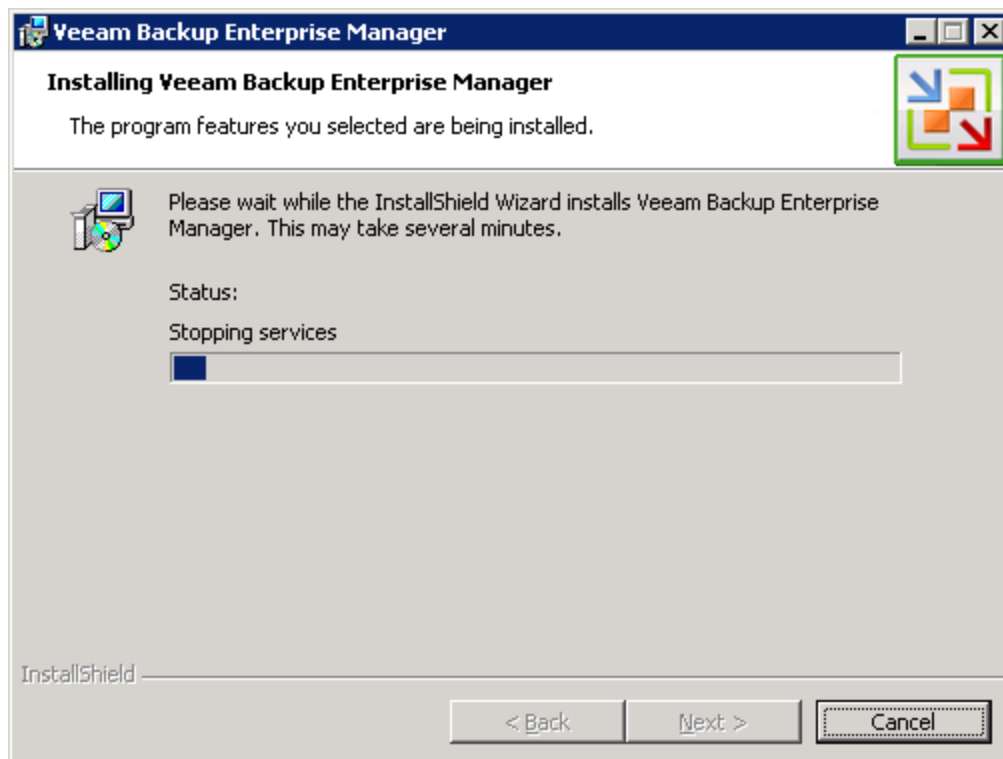 Veeam Backup Enterprise Manager
Installing Veeam Backup Enterprise Manager
The program features you selected are being installed.
Please wait while the InstallShield Wizard installs Veeam Backup Enterprise
Manager. This may take several minutes.
Status:
Stopping services
InstallShield
< Back Next > Cancel